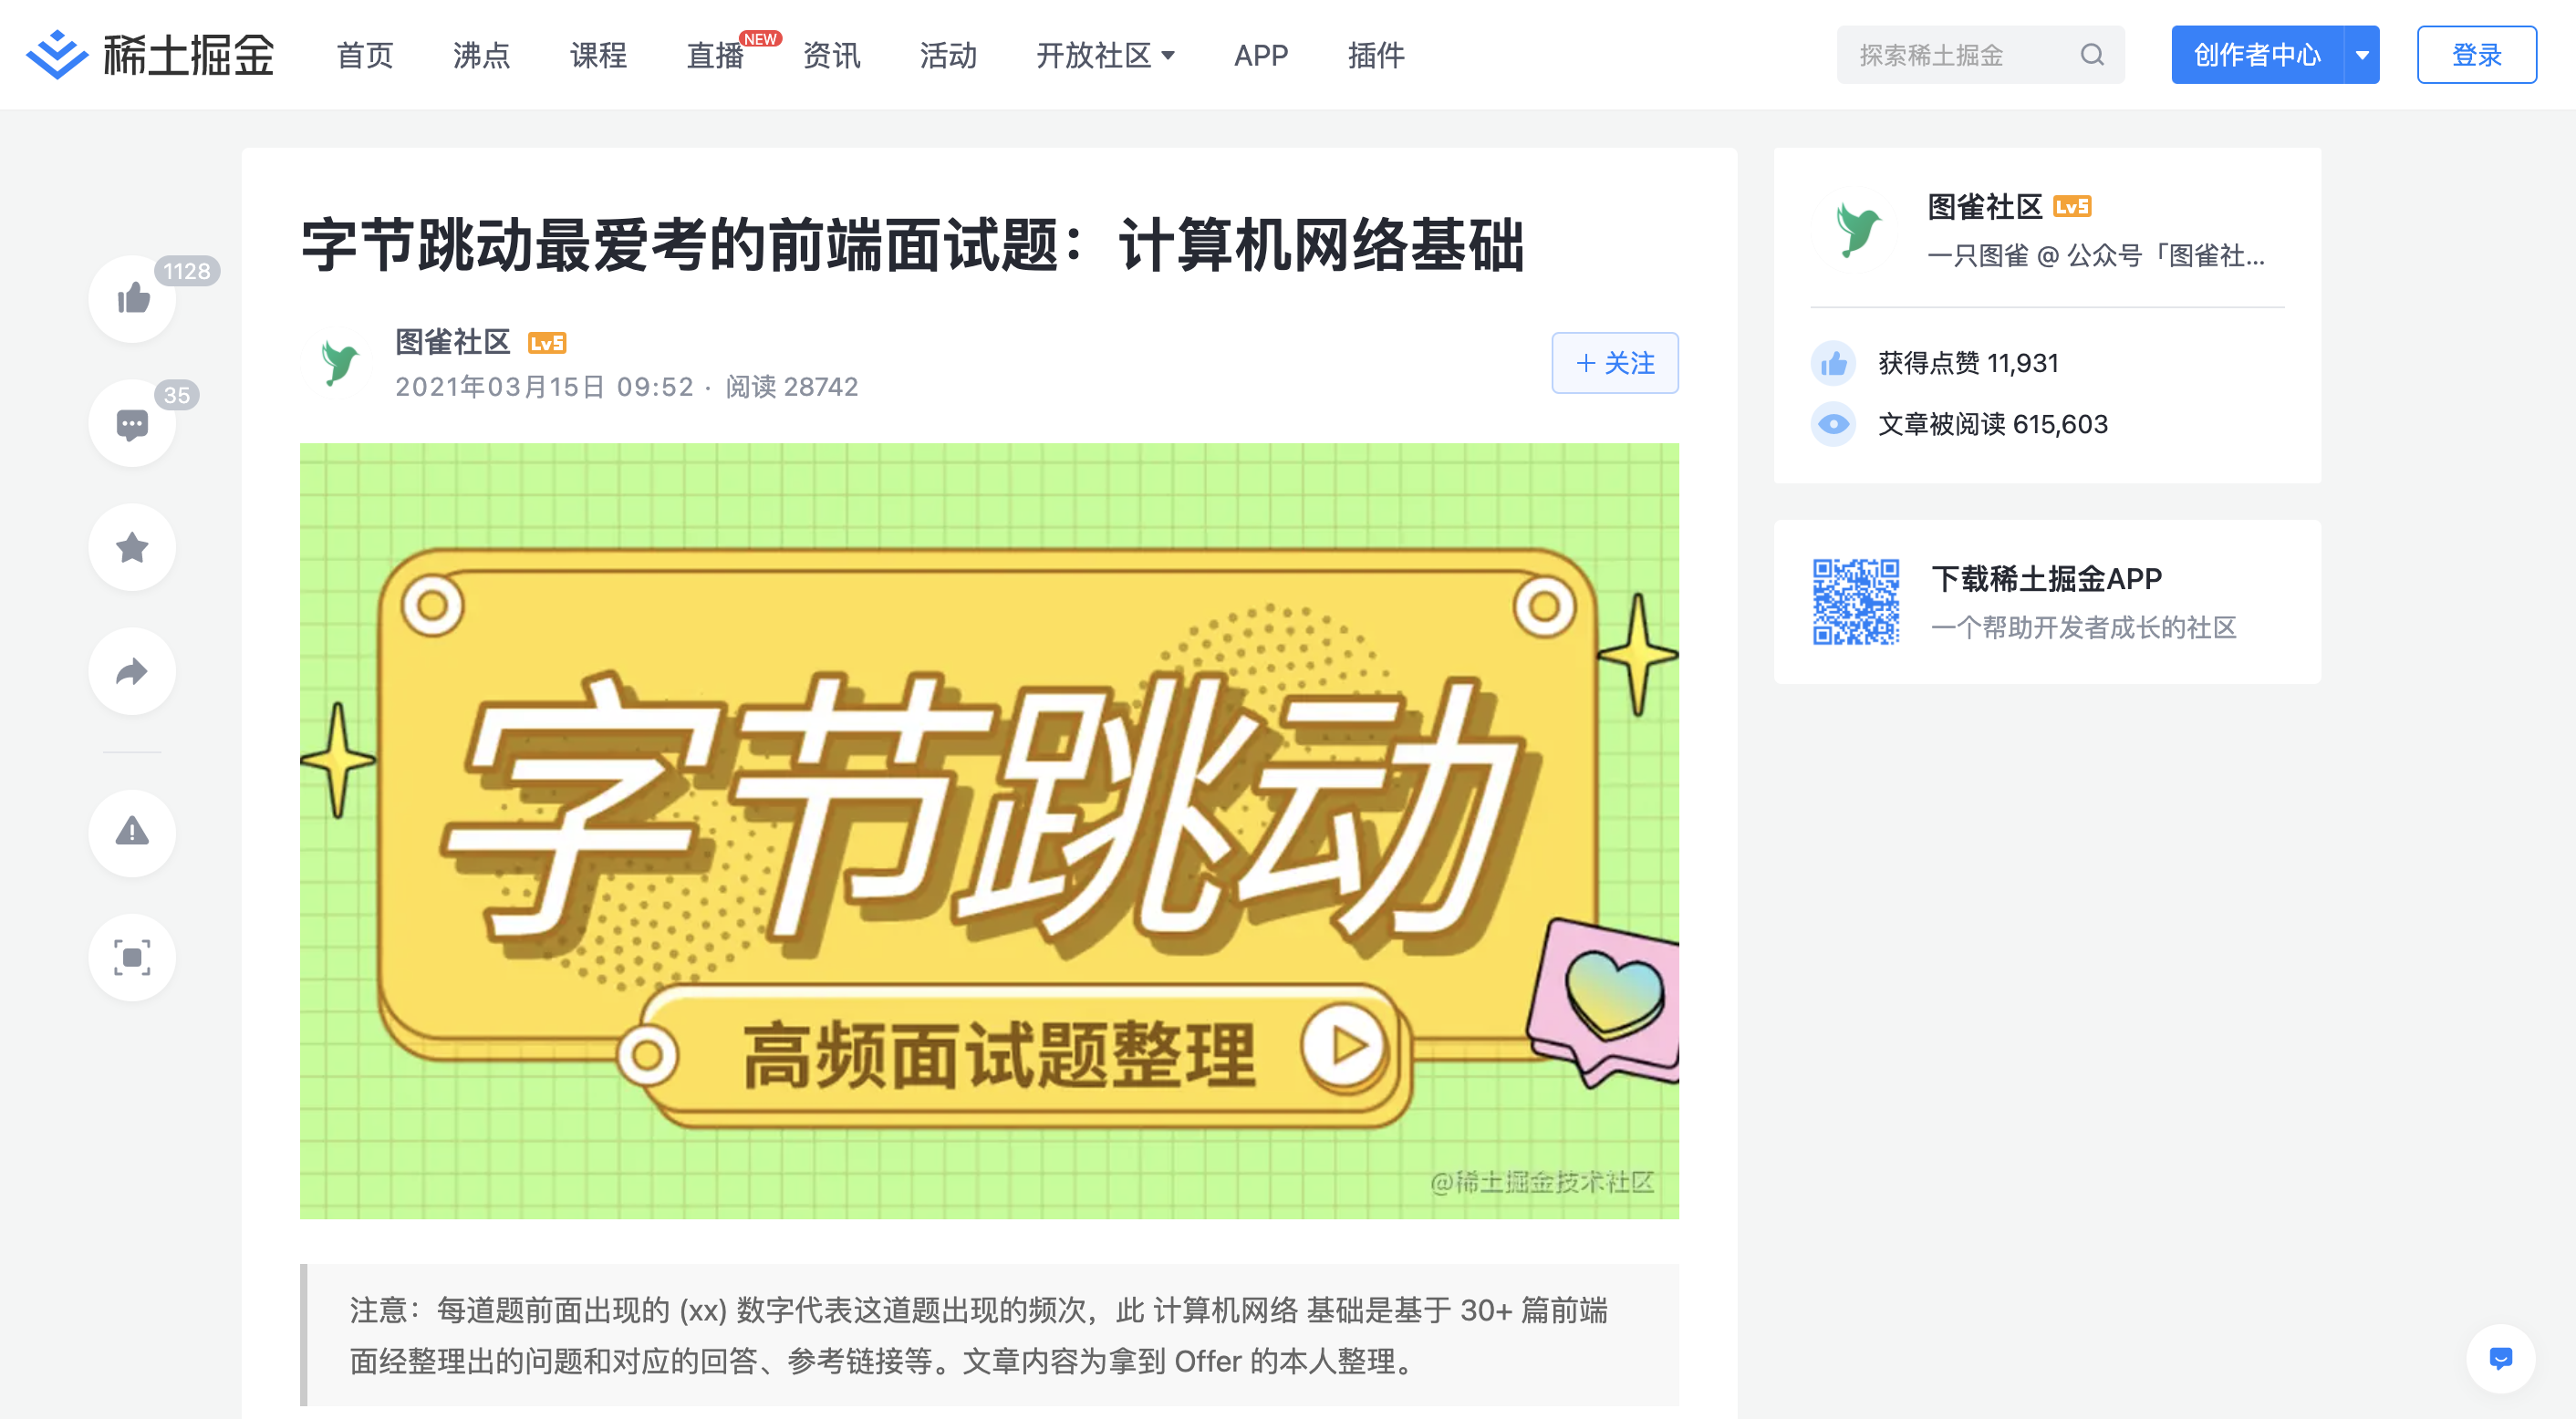 稀土掘金
首页
沸点
课程
直播
NEW
资讯
活动
开放社区
APP
插件
探索稀土掘金
创作者中心
登录
1128
35
字节跳动最爱考的前端面试题：计算机网络基础
图雀社区 Lv5
2021年03月15日 09:52 · 阅读 28742
+ 关注
字节跳动
高频面试题整理
@稀土掘金技术社区
注意：每道题前面出现的 (xx) 数字代表这道题出现的频次，此 计算机网络 基础是基于 30+ 篇前端
面经整理出的问题和对应的回答、参考链接等。文章内容为拿到 Offer 的本人整理。
图雀社区 Lv5
一只图雀 @ 公众号「图雀社...
获得点赞 11,931
文章被阅读 615,603
下载稀土掘金APP
一个帮助开发者成长的社区